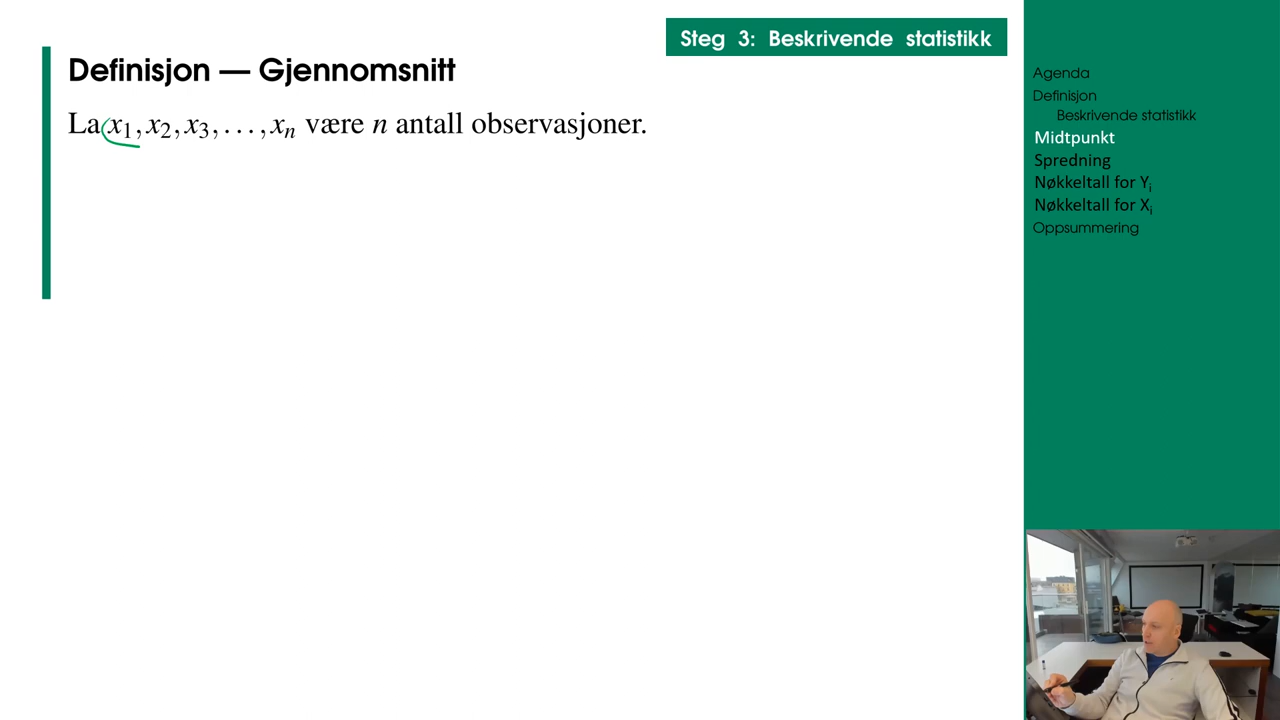 Steg 3: Beskrivende statistikk
Definisjon — Gjennomsnitt
La x₁, x₂, x₃, ..., xₙ være n antall observasjoner.
Agenda
Definisjon
Beskrivende statistikk
Midtpunkt
Spredning
Nøkkeltall for Yᵢ
Nøkkeltall for Xᵢ
Oppsummering